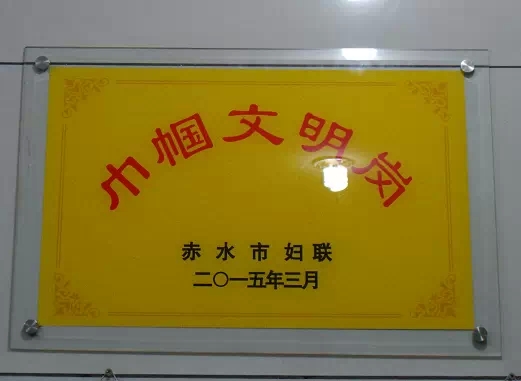 巾帼文明岗
赤水市妇联
二〇一五年三月